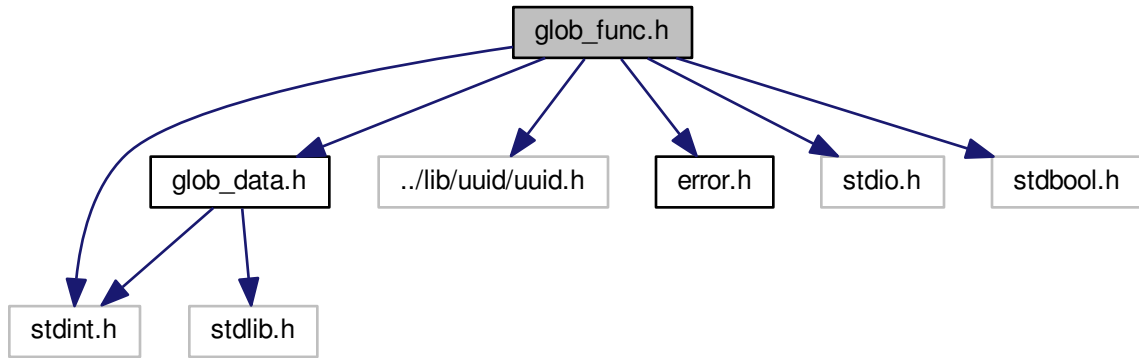 glob_func.h
glob_data.h
../lib/uuid/uuid.h
error.h
stdio.h
stdbool.h
stdint.h
stdlib.h